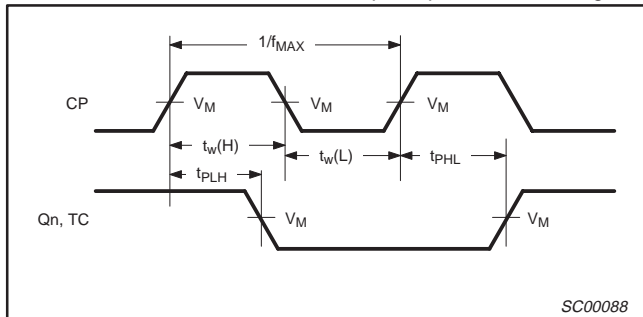 1/fMAX
CP
VM
VM
VM
tw(H)
tw(L)
tPHL
tPLH
Qn, TC
VM
VM
SC00088